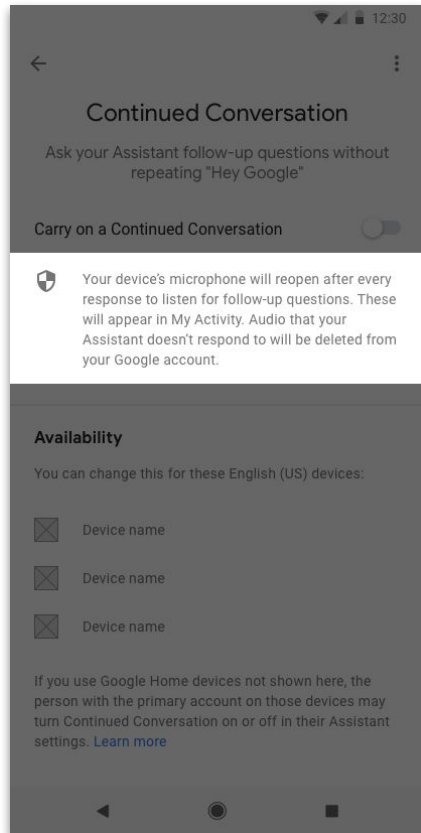 12:30
Continued Conversation
Ask your Assistant follow-up questions without
repeating "Hey Google"
Carry on a Continued Conversation
Your device's microphone will reopen after every
response to listen for follow-up questions. These
will appear in My Activity. Audio that your
Assistant doesn't respond to will be deleted from
your Google account.
Availability
You can change this for these English (US) devices:
Device name
Device name
Device name
If you use Google Home devices not shown here, the
person with the primary account on those devices may
turn Continued Conversation on or off in their Assistant
settings. Learn more